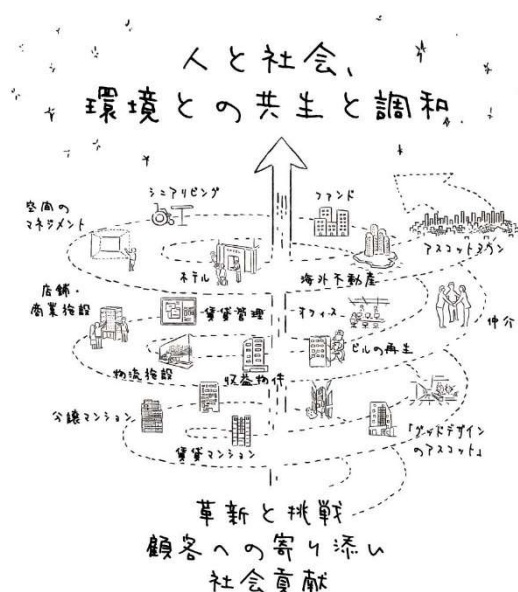 人と社会、
環境との共生と調和
シニアリビング
ファンド
空間の
マネジメント
アスコットタウン
ホテル
海外不動産
店舗・
商業施設
賃貸管理
オフィス
仲介
物流施設
収益物件
ビルの再生
分譲マンション
賃貸マンション
「グッドデザイン
のアスコット」
革新と挑戦
顧客への寄り添い
社会貢献